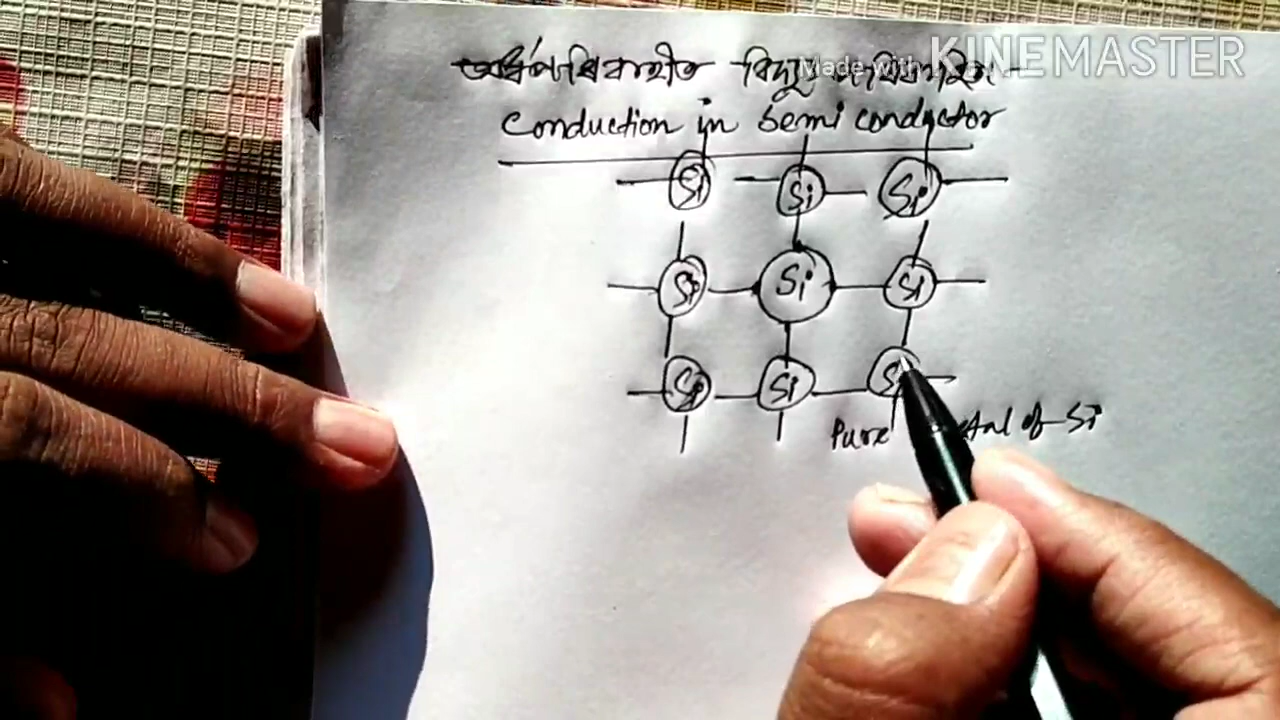 Made with KINEMASTER
Conduction in Semi conductor
Si Si Si
Si Si Si
Si Si Si
Pure of Si